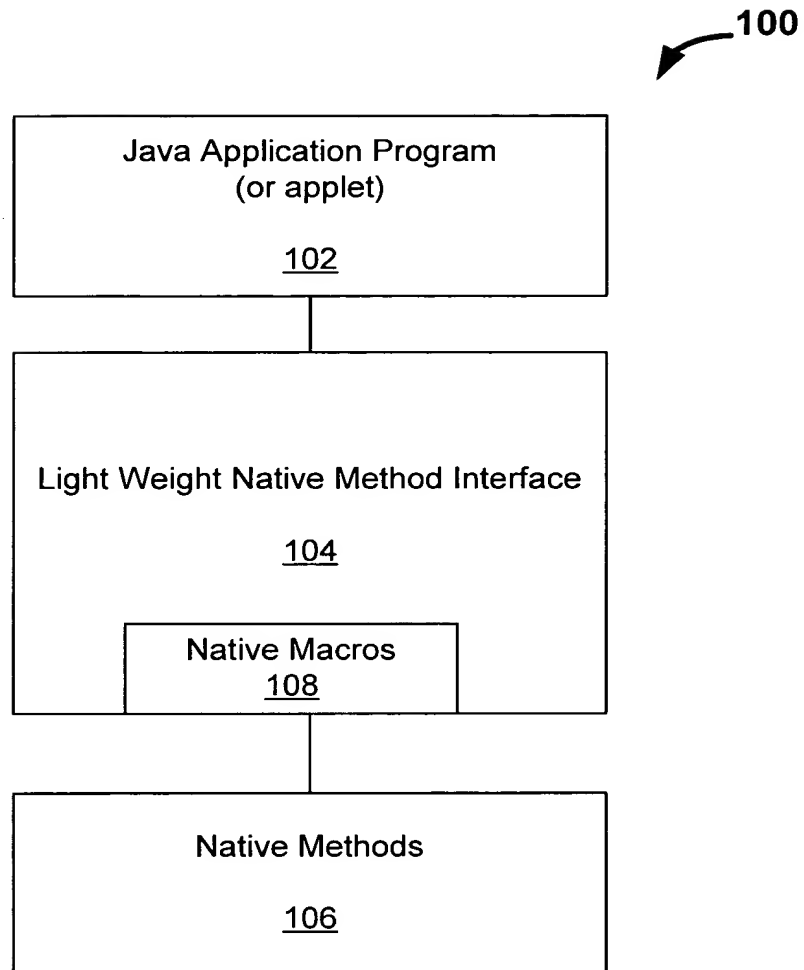 100
Java Application Program
(or applet)
102
Light Weight Native Method Interface
104
Native Macros
108
Native Methods
106